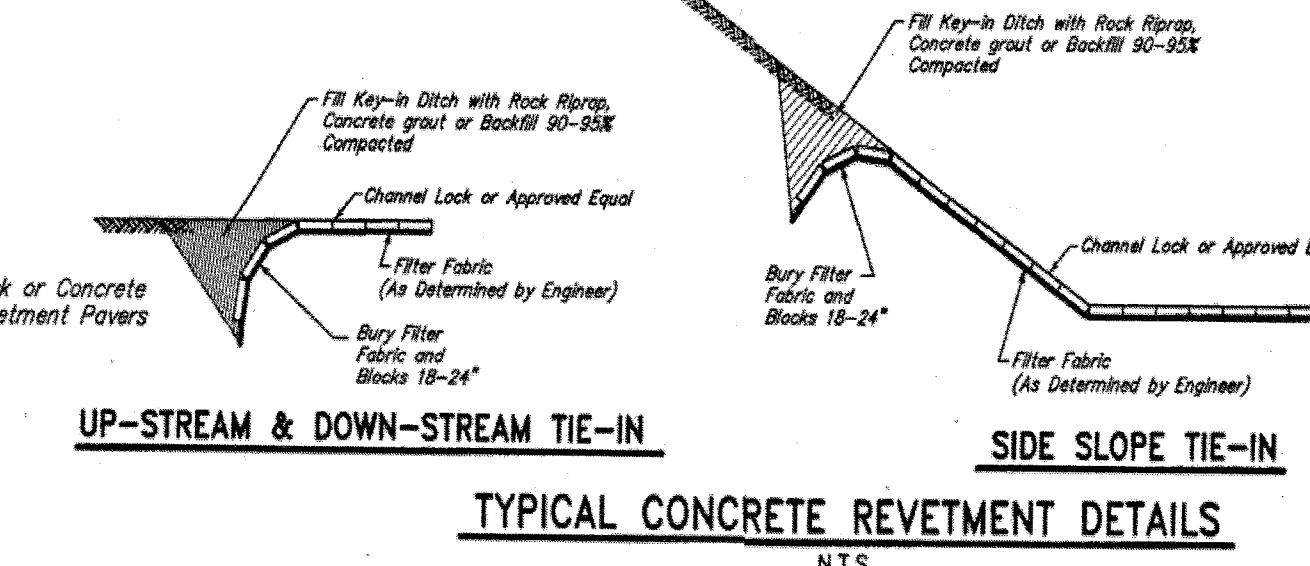 Fill Key-in Ditch with Rock Riprap,
Concrete grout or Backfill 90-95%
Compacted
Channel Lock or Approved Equal
Filter Fabric
(As Determined by Engineer)
Bury Filter
Fabric and
Blocks 18-24"
or Concrete
Pavers
UP-STREAM & DOWN-STREAM TIE-IN
Fill Key-in Ditch with Rock Riprap,
Concrete grout or Backfill 90-95%
Compacted
Bury Filter
Fabric and
Blocks 18-24"
Channel Lock or Approved
Filter Fabric
(As Determined by Engineer)
SIDE SLOPE TIE-IN
TYPICAL CONCRETE REVETMENT DETAILS
N.T.S.